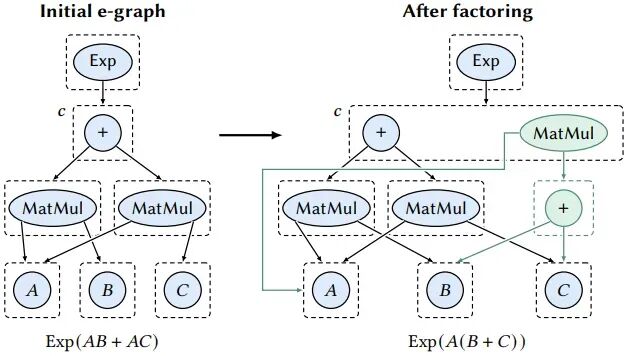 Initial e-graph
After factoring
Exp
Exp
c
+
c
+
MatMul
MatMul
MatMul
MatMul
MatMul
+
A
B
C
A
B
C
Exp(AB + AC)
Exp(A(B + C))